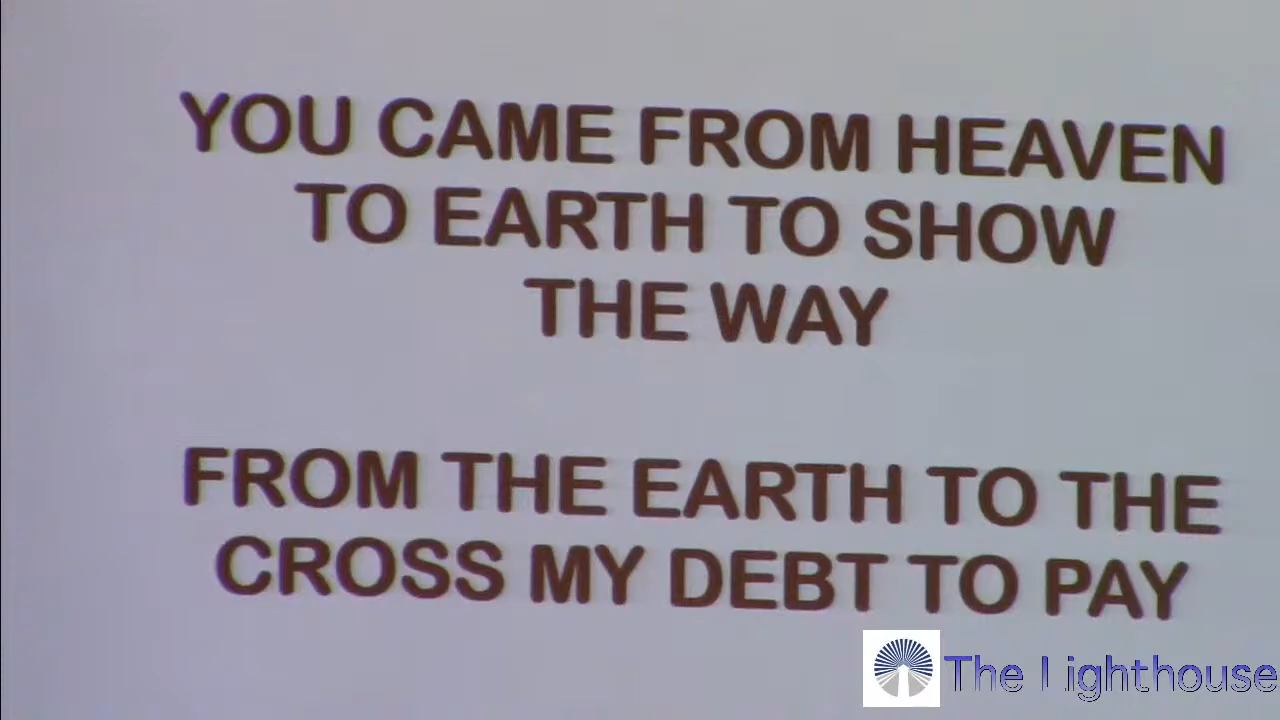 YOU CAME FROM HEAVEN
TO EARTH TO SHOW
THE WAY
FROM THE EARTH TO THE
CROSS MY DEBT TO PAY
The Lighthouse